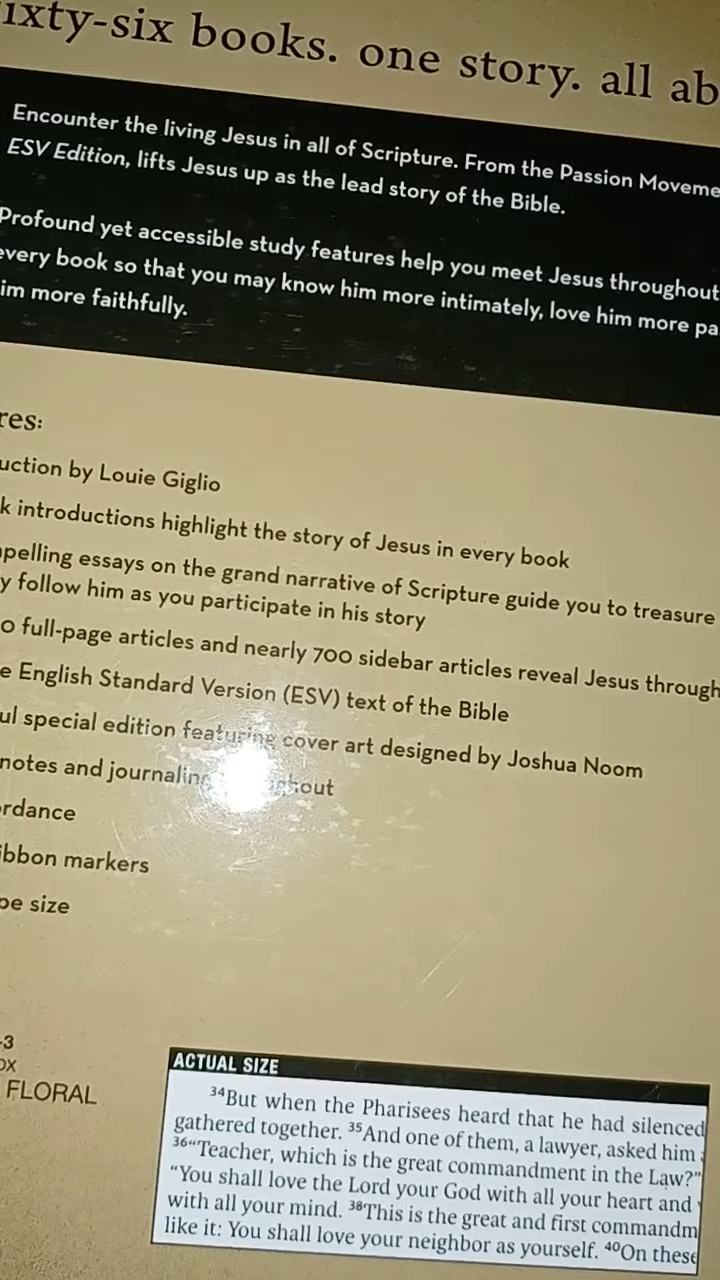 ixty-six books. one story. all ab
Encounter the living Jesus in all of Scripture. From the Passion Moveme
ESV Edition, lifts Jesus up as the lead story of the Bible.
Profound yet accessible study features help you meet Jesus throughout
every book so that you may know him more intimately, love him more pa
im more faithfully.
res:
uction by Louie Giglio
k introductions highlight the story of Jesus in every book
pelling essays on the grand narrative of Scripture guide you to treasure
y follow him as you participate in his story
0 full-page articles and nearly 700 sidebar articles reveal Jesus through
e English Standard Version (ESV) text of the Bible
ul special edition featuring cover art designed by Joshua Noom
notes and journaling
rdance
ibbon markers
pe size
-3
OX
FLORAL
ACTUAL SIZE
34But when the Pharisees heard that he had silenced
gathered together. 35And one of them, a lawyer, asked him
36"Teacher, which is the great commandment in the Law?"
"You shall love the Lord your God with all your heart and
with all your mind. 38This is the great and first commandm
like it: You shall love your neighbor as yourself. 40On these